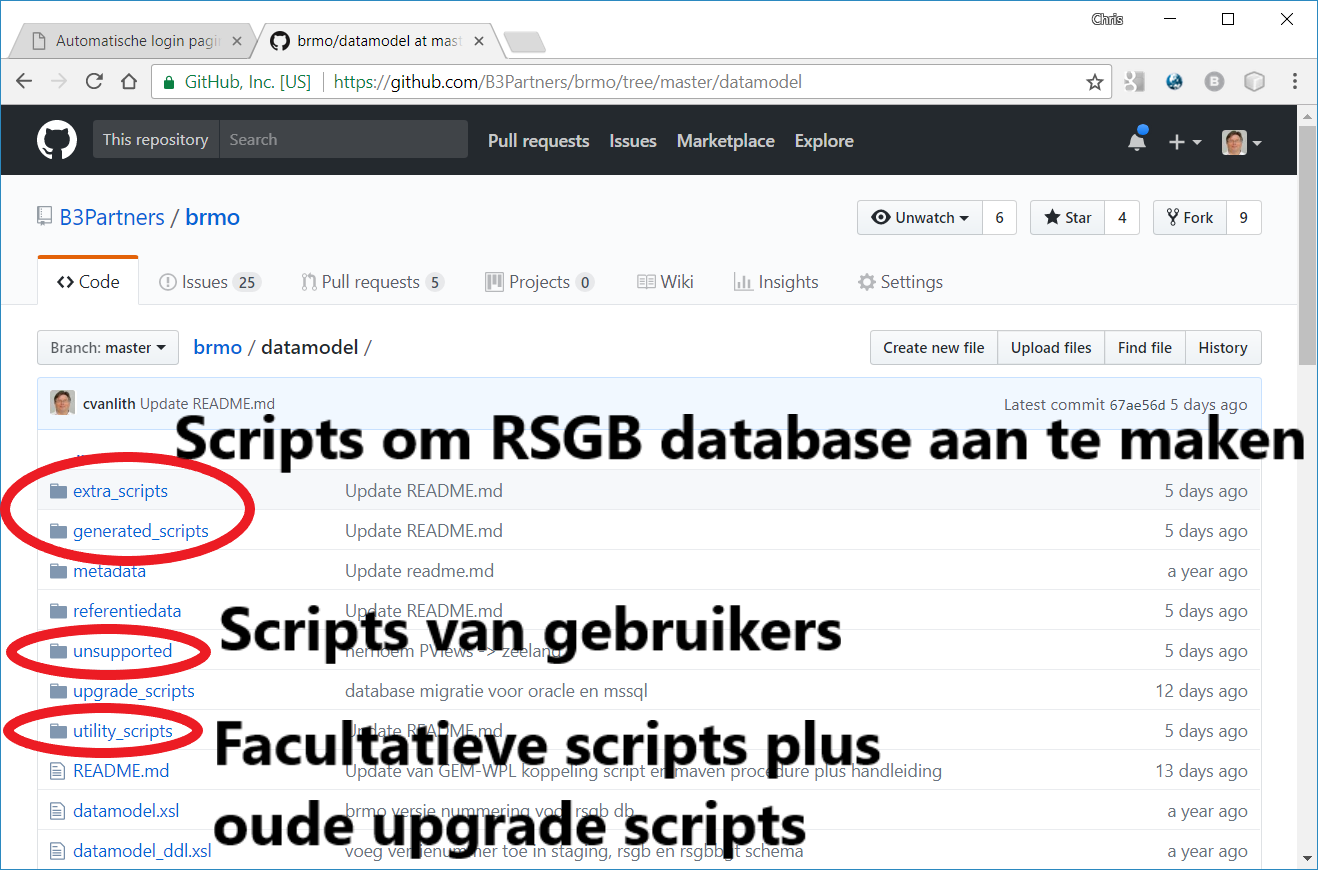 Chris
Automatische login pagi
brmo/datamodel at mast
GitHub, Inc. [US] https://github.com/B3Partners/brmo/tree/master/datamodel
This repository Search Pull requests Issues Marketplace Explore
B3Partners / brmo Unwatch 6 Star 4 Fork 9
Code Issues 25 Pull requests 5 Projects 0 Wiki Insights Settings
Branch: master brmo / datamodel / Create new file Upload files Find file History
cvanlith Update README.md Latest commit 67ae56d 5 days ago
Scripts om RSGB database aan te maken
extra_scripts Update README.md 5 days ago
generated_scripts Update README.md 5 days ago
metadata Update readme.md a year ago
referentiedata Update README.md 5 days ago
Scripts van gebruikers
unsupported hernoem PViews -> zeeland 5 days ago
upgrade_scripts database migratie voor oracle en mssql 12 days ago
utility_scripts Update README.md 5 days ago
Facultatieve scripts plus
README.md Update van GEM-WPL koppeling script en maven procedure plus handleiding 13 days ago
datamodel.xsl brmo versie nummering voor rsgb db. a year ago
oude upgrade scripts
datamodel_ddl.xsl voeg versienummer toe in staging, rsgb en rsgbbgt schema a year ago